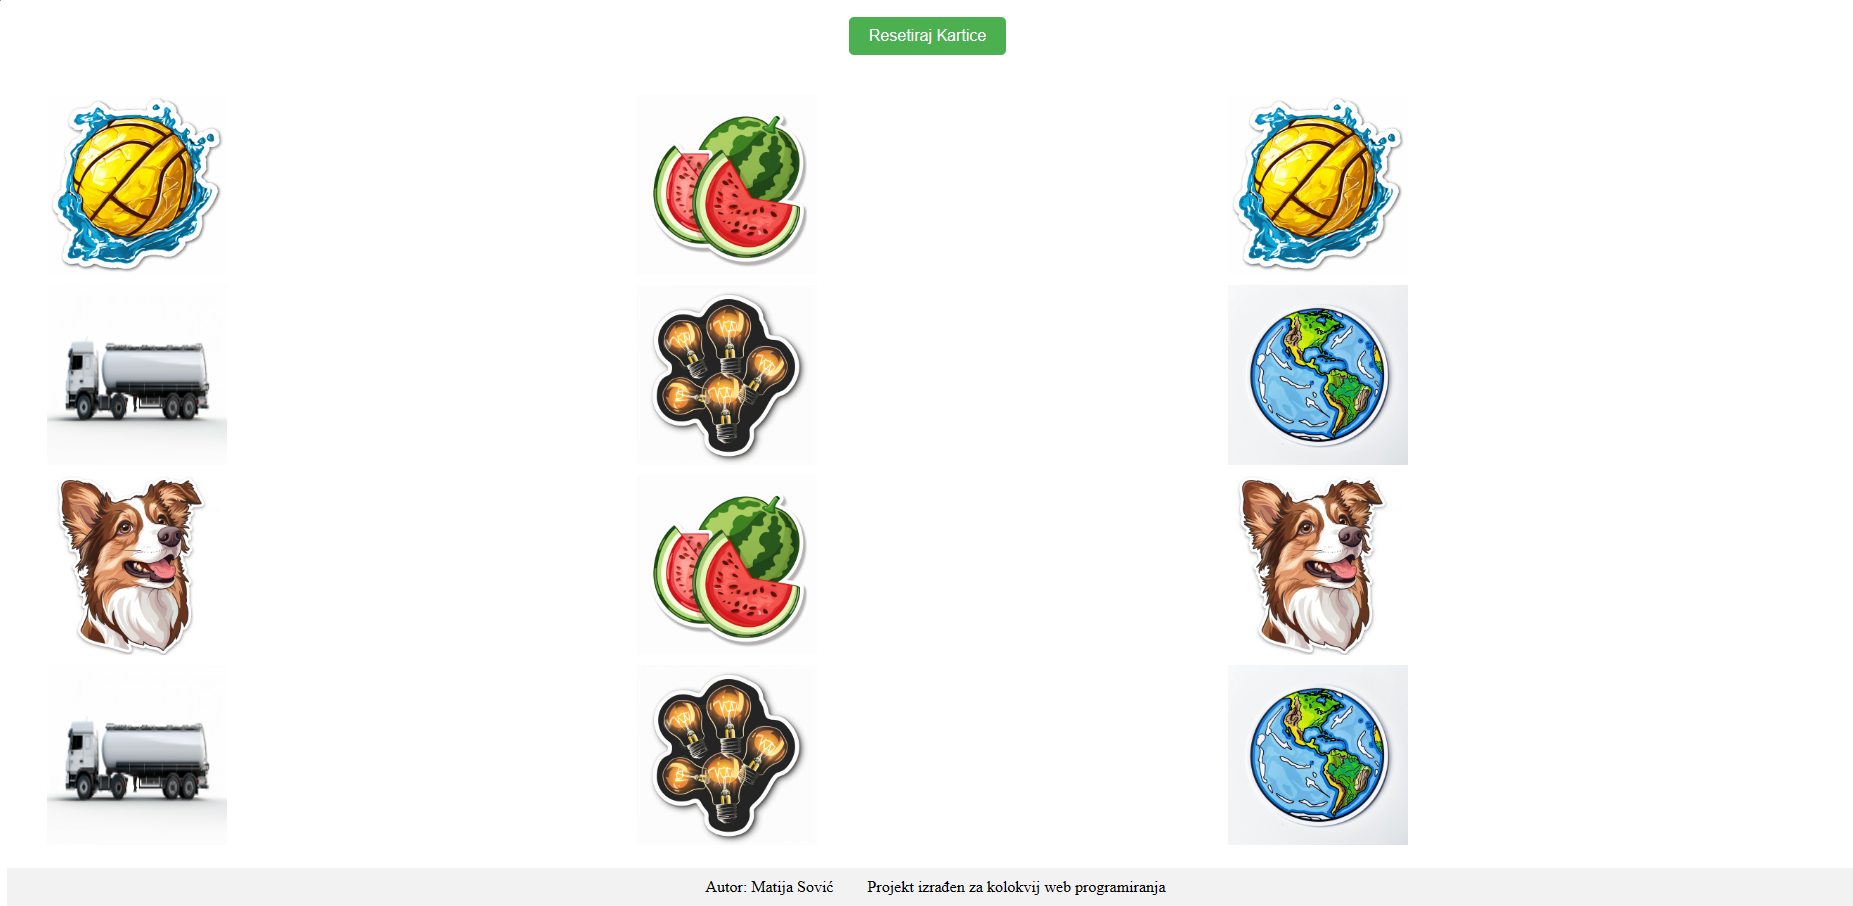 Resetiraj Kartice
Autor: Matija Sović
Projekt izrađen za kolokvij web programiranja